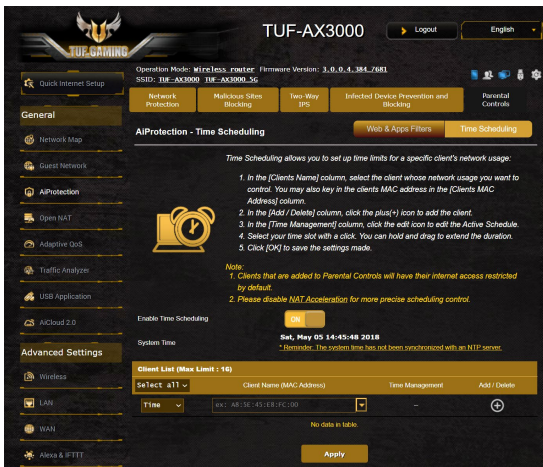 TUF GAMING
TUF-AX3000
Logout
English
Operation Mode: Wireless router Firmware Version: 3.0.0.4.384_7681
SSID: TUF-AX3000 TUF-AX3000_5G
Quick Internet Setup
General
Network Map
Guest Network
AiProtection
Open NAT
Adaptive QoS
Traffic Analyzer
USB Application
AiCloud 2.0
Advanced Settings
Wireless
LAN
WAN
Alexa & IFTTT
Network Protection
Malicious Sites Blocking
Two-Way IPS
Infected Device Prevention and Blocking
Parental Controls
AiProtection - Time Scheduling
Web & Apps Filters
Time Scheduling
Time Scheduling allows you to set up time limits for a specific client's network usage:
1. In the [Clients Name] column, select the client whose network usage you want to
control. You may also key in the clients MAC address in the [Clients MAC
Address] column.
2. In the [Add / Delete] column, click the plus(+) icon to add the client.
3. In the [Time Management] column, click the edit icon to edit the Active Schedule.
4. Select your time slot with a click. You can hold and drag to extend the duration.
5. Click [OK] to save the settings made.
Note:
1. Clients that are added to Parental Controls will have their internet access restricted
by default.
2. Please disable NAT Acceleration for more precise scheduling control.
Enable Time Scheduling
ON
System Time
Sat, May 05 14:45:48 2018
* Reminder: The system time has not been synchronized with an NTP server.
Client List (Max Limit : 16)
Select all
Client Name (MAC Address)
Time Management
Add / Delete
Time
ex: A8:5E:45:E8:FC:00
-
No data in table.
Apply